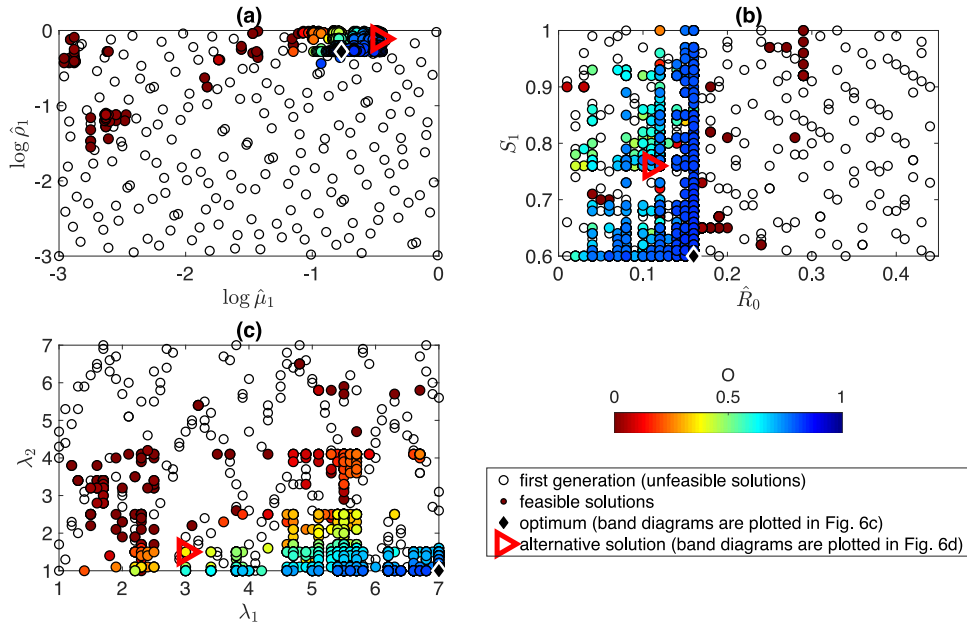 (a)
0
-1
-2
-3
log ρ̂₁
-3 -2 -1 0
log μ̂₁
(b)
1
0.9
0.8
0.7
0.6
S₁
0 0.1 0.2 0.3 0.4
R̂₀
(c)
7
6
5
4
3
2
1
λ₂
1 2 3 4 5 6 7
λ₁
O
0 0.5 1
first generation (unfeasible solutions)
feasible solutions
optimum (band diagrams are plotted in Fig. 6c)
alternative solution (band diagrams are plotted in Fig. 6d)